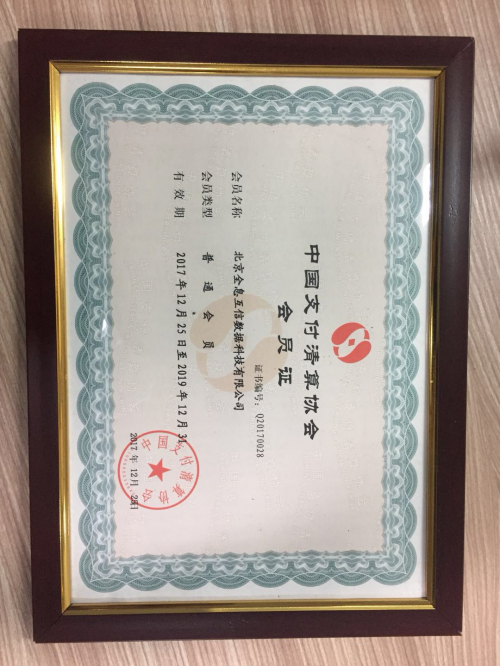 中国支付清算协会
会员证
证书编号：Q20170028
会员名称 北京全息互信数据科技有限公司
会员类型 普通会员
有效期 2017年12月25日至2019年12月31
中国支付清算协会
2017年12月25日